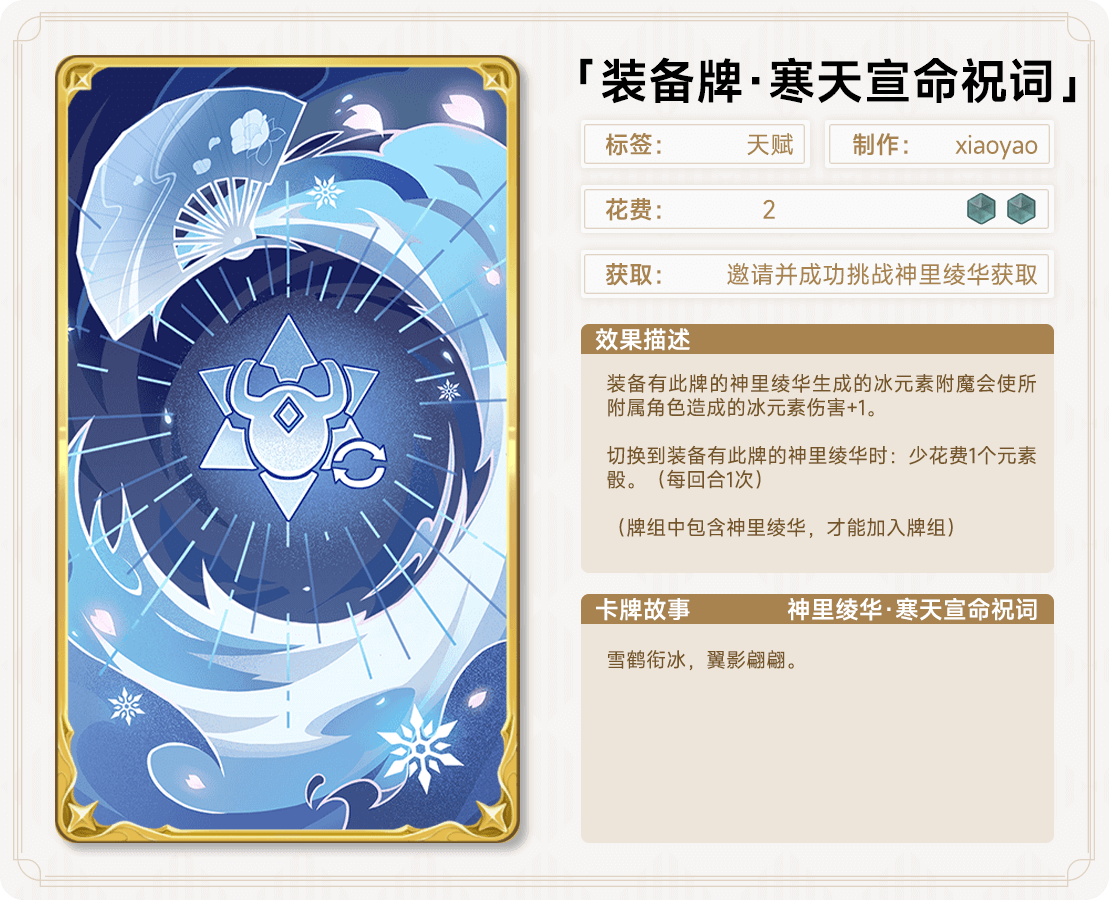 「装备牌·寒天宣命祝词」
标签： 天赋
制作： xiaoyao
花费： 2
获取： 邀请并成功挑战神里绫华获取
效果描述
装备有此牌的神里绫华生成的冰元素附魔会使所
附属角色造成的冰元素伤害+1。
切换到装备有此牌的神里绫华时：少花费1个元素
骰。（每回合1次）
（牌组中包含神里绫华，才能加入牌组）
卡牌故事 神里绫华·寒天宣命祝词
雪鹤衔冰，翼影翩翩。